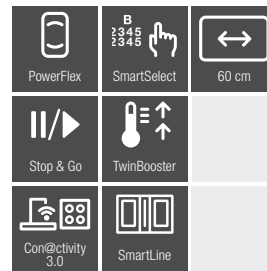 B
2345
2345
PowerFlex
SmartSelect
60 cm
Stop & Go
TwinBooster
Con@ctivity
3.0
SmartLine